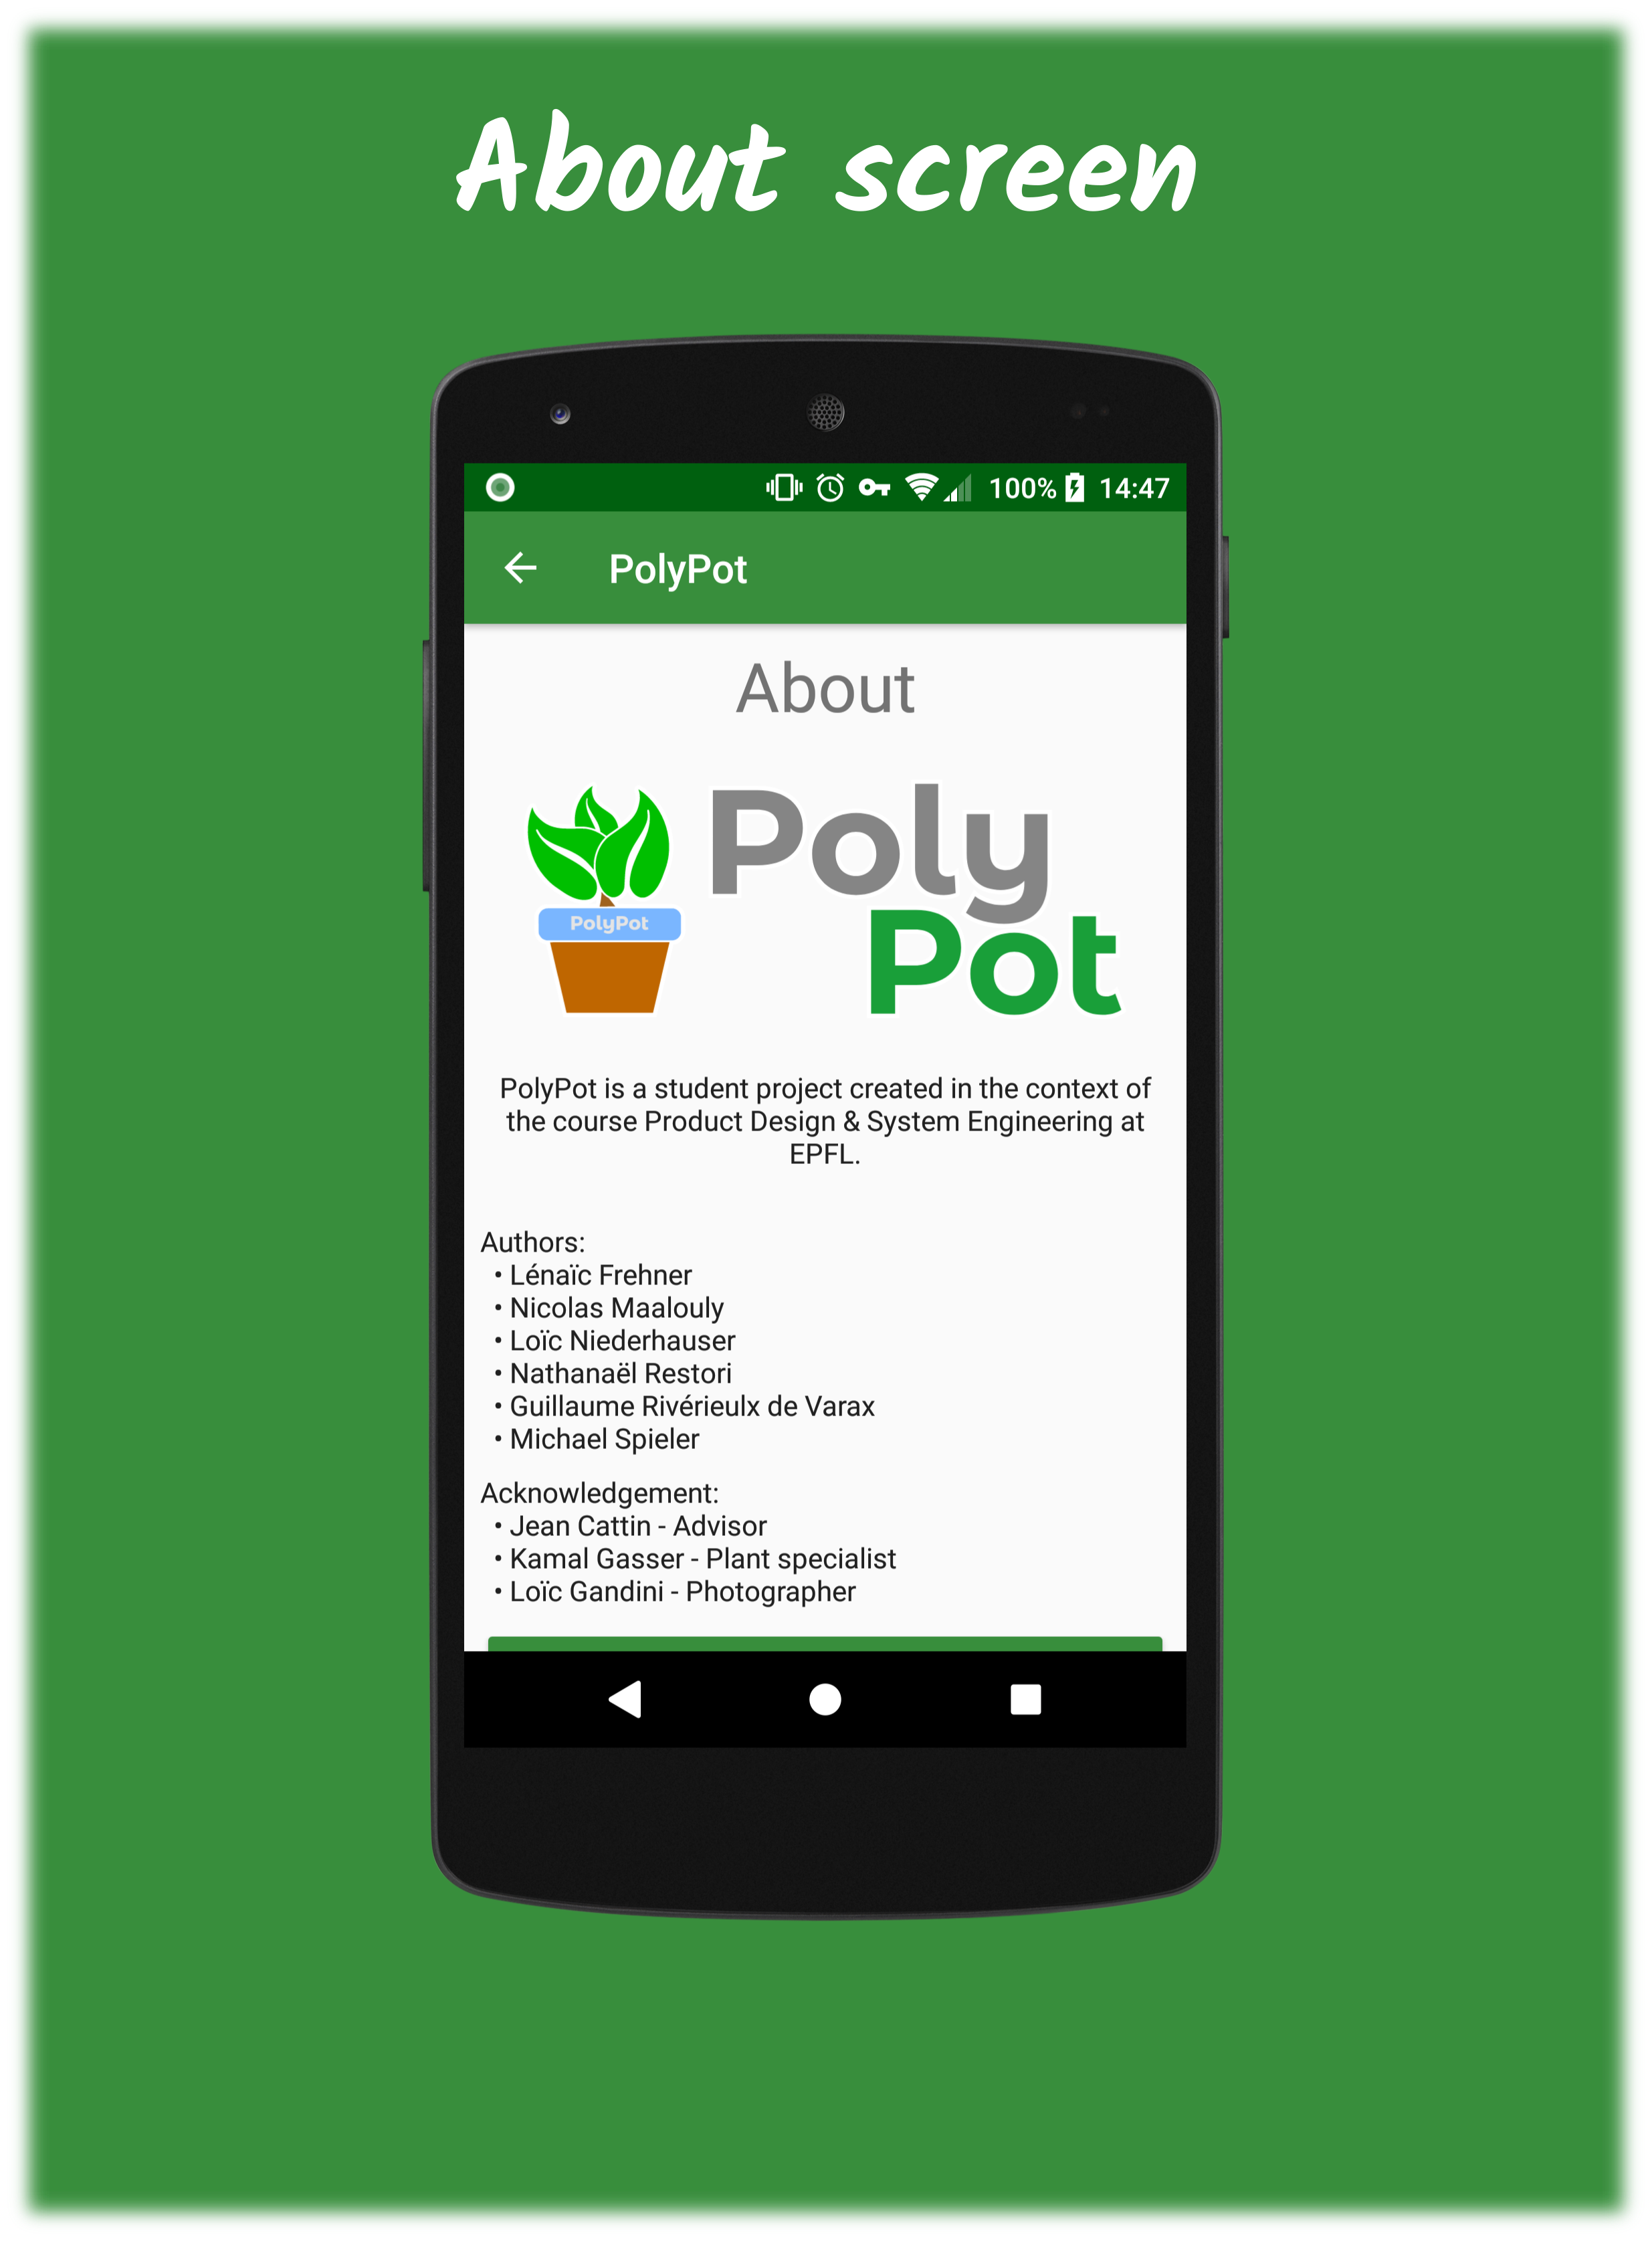 About screen
100% 14:47
PolyPot
About
Poly
Pot
PolyPot
PolyPot is a student project created in the context of
the course Product Design & System Engineering at
EPFL.
Authors:
• Lénaïc Frehner
• Nicolas Maalouly
• Loïc Niederhauser
• Nathanaël Restori
• Guillaume Rivérieulx de Varax
• Michael Spieler
Acknowledgement:
• Jean Cattin - Advisor
• Kamal Gasser - Plant specialist
• Loïc Gandini - Photographer